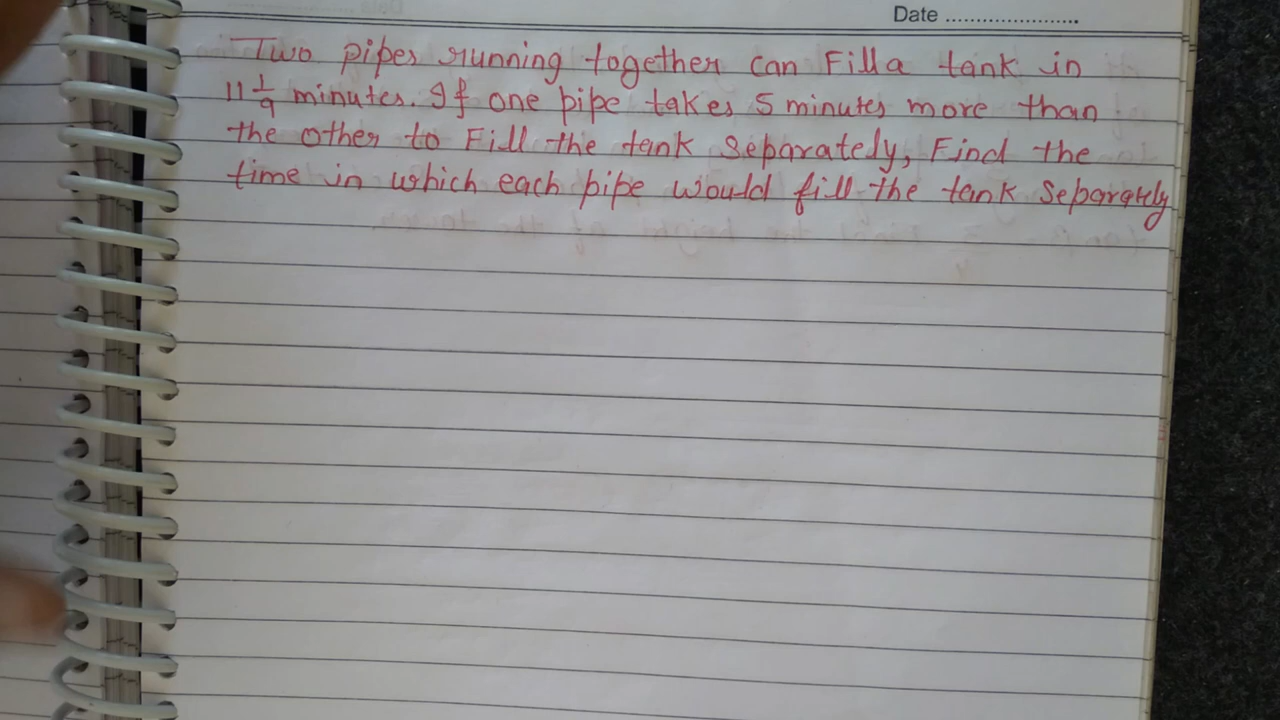 Date ......................
Two pipes running together can Fill a tank in
11 1/9 minutes. If one pipe takes 5 minutes more than
the other to Fill the tank Separately, Find the
time in which each pipe would fill the tank Separately